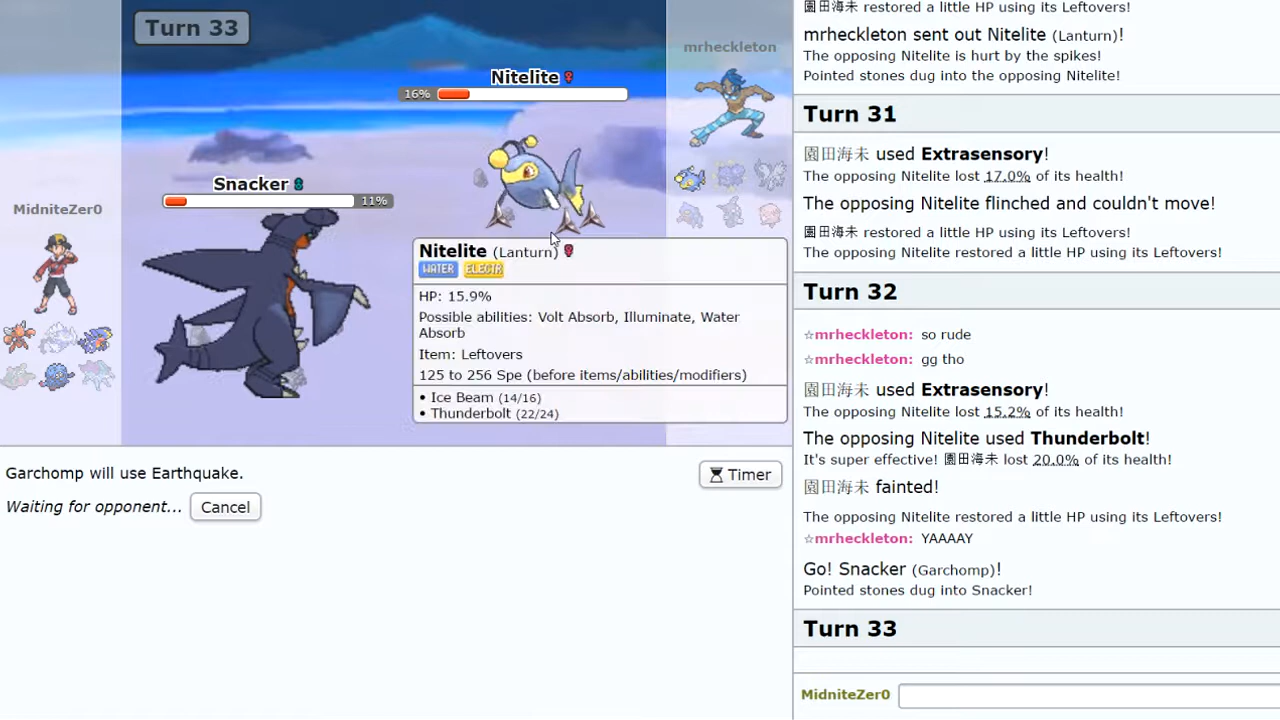 Turn 33
mrheckleton
Nitelite
16%
Snacker
11%
MidniteZer0
Nitelite (Lanturn)
WATER ELECTR
HP: 15.9%
Possible abilities: Volt Absorb, Illuminate, Water
Absorb
Item: Leftovers
125 to 256 Spe (before items/abilities/modifiers)
• Ice Beam (14/16)
• Thunderbolt (22/24)
Garchomp will use Earthquake.
Timer
Waiting for opponent... Cancel
園田海未 restored a little HP using its Leftovers!
mrheckleton sent out Nitelite (Lanturn)!
The opposing Nitelite is hurt by the spikes!
Pointed stones dug into the opposing Nitelite!
Turn 31
園田海未 used Extrasensory!
The opposing Nitelite lost 17.0% of its health!
The opposing Nitelite flinched and couldn't move!
園田海未 restored a little HP using its Leftovers!
The opposing Nitelite restored a little HP using its Leftovers!
Turn 32
☆mrheckleton: so rude
☆mrheckleton: gg tho
園田海未 used Extrasensory!
The opposing Nitelite lost 15.2% of its health!
The opposing Nitelite used Thunderbolt!
It's super effective! 園田海未 lost 20.0% of its health!
園田海未 fainted!
The opposing Nitelite restored a little HP using its Leftovers!
☆mrheckleton: YAAAAY
Go! Snacker (Garchomp)!
Pointed stones dug into Snacker!
Turn 33
MidniteZer0